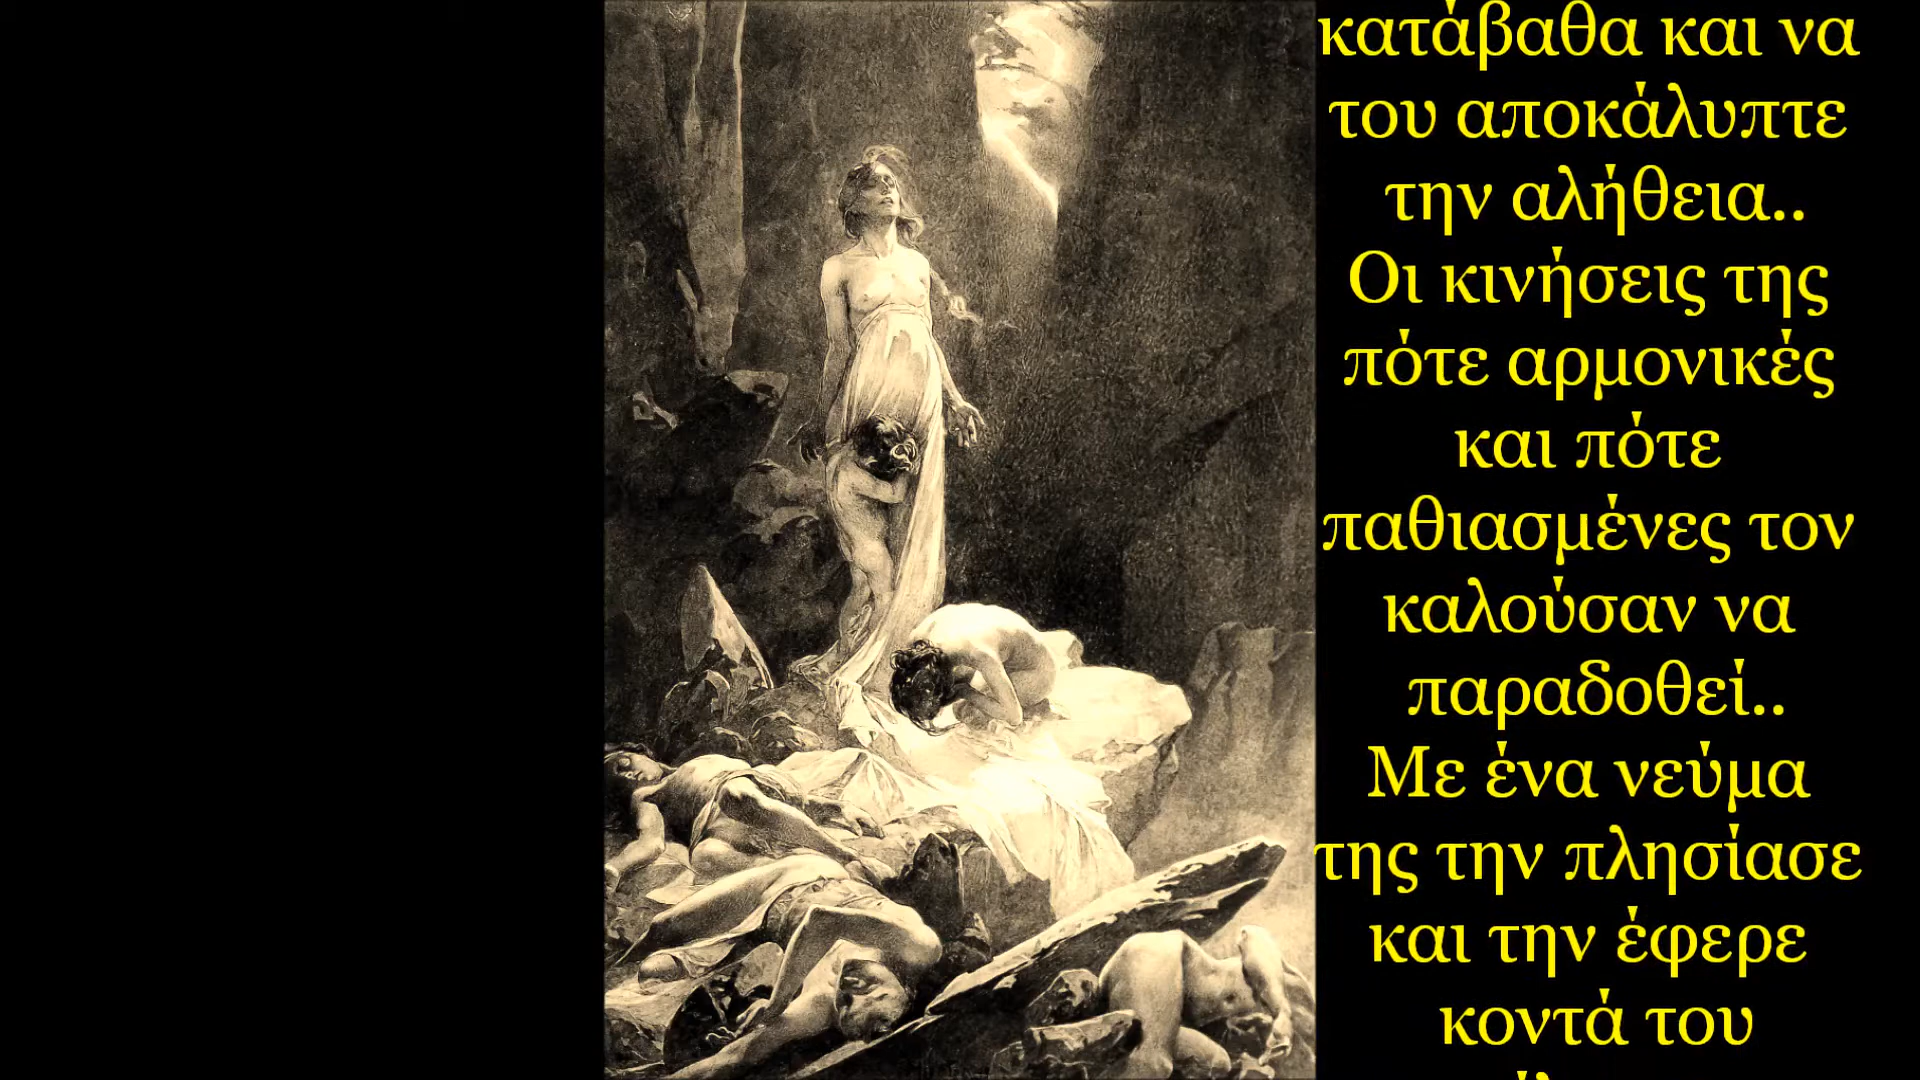 κατάβαθα και να
του αποκάλυπτε
την αλήθεια..
Οι κινήσεις της
πότε αρμονικές
και πότε
παθιασμένες τον
καλούσαν να
παραδοθεί..
Με ένα νεύμα
της την πλησίασε
και την έφερε
κοντά του